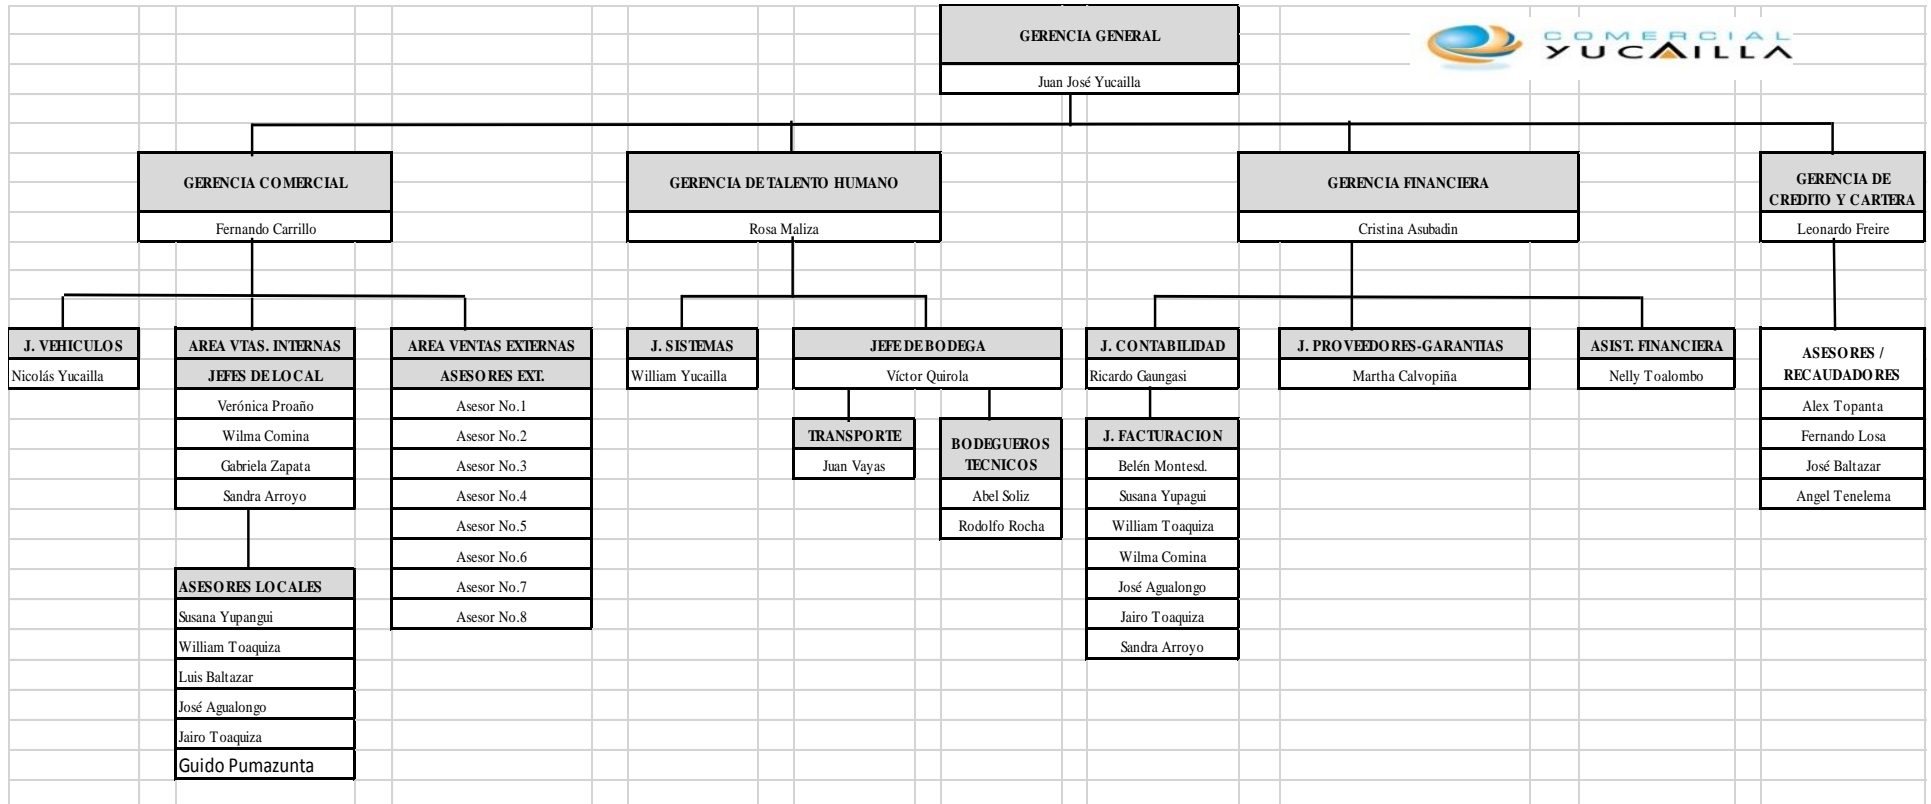 GERENCIA GENERAL
Juan José Yucailla
COMERCIAL
YUCAILLA
GERENCIA COMERCIAL
Fernando Carrillo
GERENCIA DE TALENTO HUMANO
Rosa Maliza
GERENCIA FINANCIERA
Cristina Asubadin
GERENCIA DE
CREDITO Y CARTERA
Leonardo Freire
J. VEHICULOS
Nicolás Yucailla
AREA VTAS. INTERNAS
JEFES DE LOCAL
Verónica Proaño
Wilma Comina
Gabriela Zapata
Sandra Arroyo
ASESORES LOCALES
Susana Yupangui
William Toaquiza
Luis Baltazar
José Agualongo
Jairo Toaquiza
Guido Pumazunta
AREA VENTAS EXTERNAS
ASESORES EXT.
Asesor No.1
Asesor No.2
Asesor No.3
Asesor No.4
Asesor No.5
Asesor No.6
Asesor No.7
Asesor No.8
J. SISTEMAS
William Yucailla
JEFE DE BODEGA
Víctor Quirola
TRANSPORTE
Juan Vayas
BODEGUEROS
TECNICOS
Abel Soliz
Rodolfo Rocha
J. CONTABILIDAD
Ricardo Gaungasi
J. FACTURACION
Belén Montesd.
Susana Yupagui
William Toaquiza
Wilma Comina
José Agualongo
Jairo Toaquiza
Sandra Arroyo
J. PROVEEDORES-GARANTIAS
Martha Calvopiña
ASIST. FINANCIERA
Nelly Toalombo
ASESORES /
RECAUDADORES
Alex Topanta
Fernando Losa
José Baltazar
Angel Tenelema